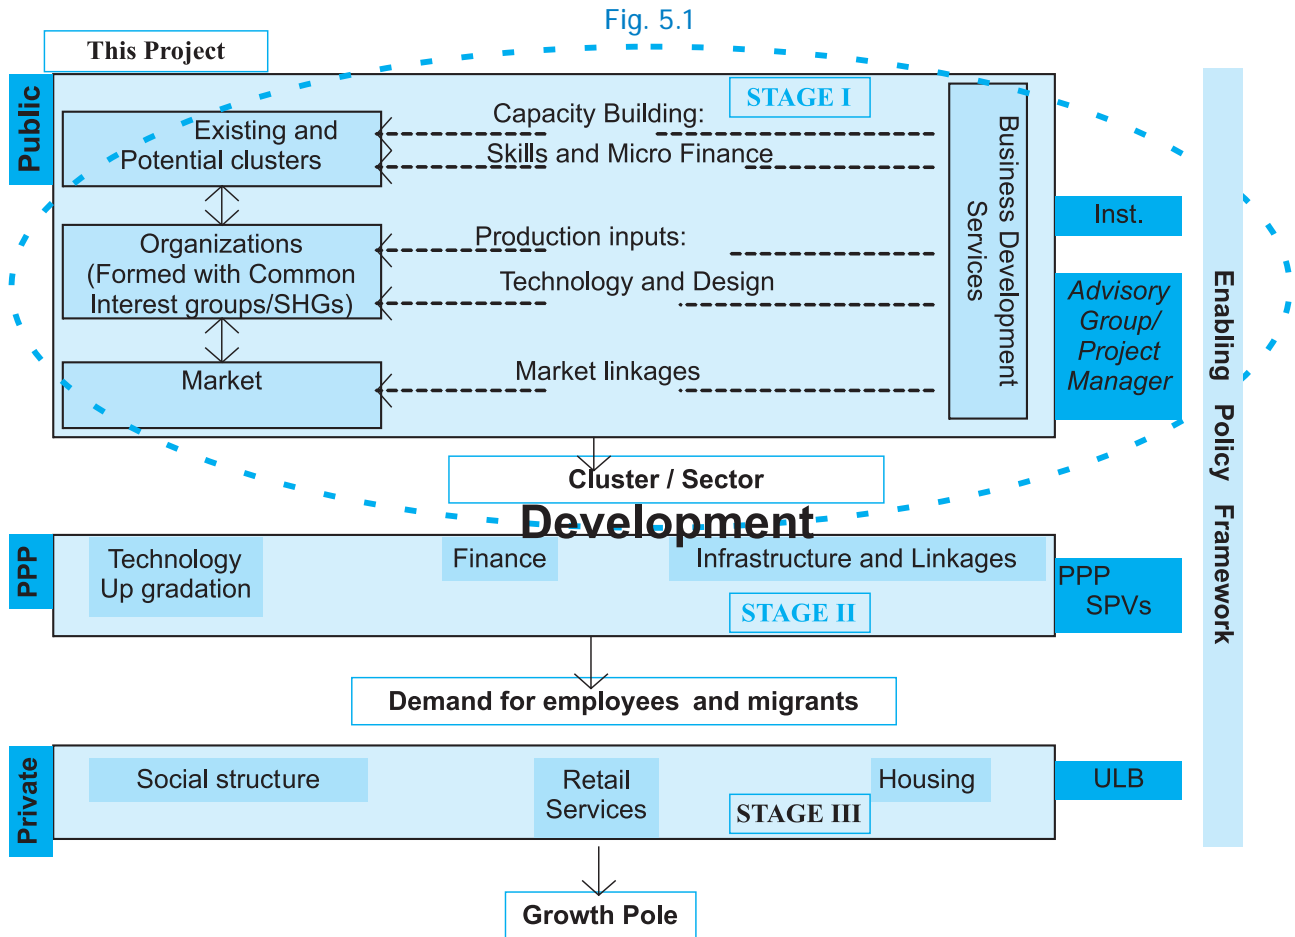 Fig. 5.1
This Project
Public
STAGE I
Existing and
Potential clusters
Capacity Building:
Skills and Micro Finance
Organizations
(Formed with Common
Interest groups/SHGs)
Production inputs:
Technology and Design
Market
Market linkages
Business Development
Services
Inst.
Advisory
Group/
Project
Manager
Enabling Policy Framework
Cluster / Sector
Development
PPP
Technology
Up gradation
Finance
Infrastructure and Linkages
STAGE II
PPP
SPVs
Demand for employees and migrants
Private
Social structure
Retail
Services
Housing
STAGE III
ULB
Growth Pole